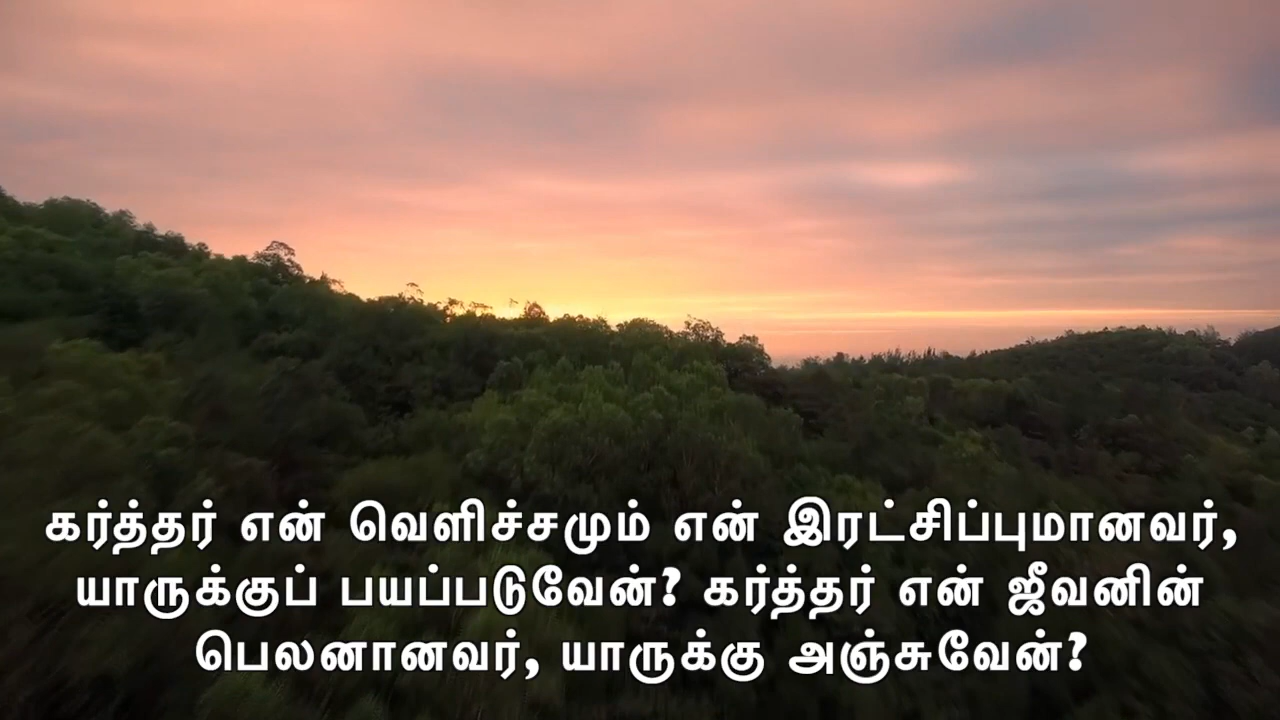 கர்த்தர் என் வெளிச்சமும் என் இரட்சிப்புமானவர்,
யாருக்குப் பயப்படுவேன்? கர்த்தர் என் ஜீவனின்
பெலனானவர், யாருக்கு அஞ்சுவேன்?